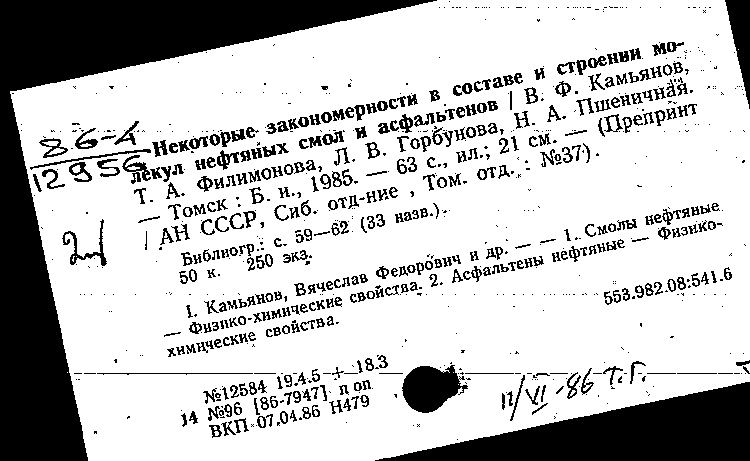 86-4
12956
Некоторые закономерности в составе и строении мо-
лекул нефтяных смол и асфальтенов / В. Ф. Камьянов,
Т. А. Филимонова, Л. В. Горбунова, Н. А. Пшеничная.
— Томск : Б. и., 1985. — 63 с., ил.; 21 см. — (Препринт
/ АН СССР, Сиб. отд-ние , Том. отд. : №37).
Библиогр.: с. 59—62 (33 назв.).
50 к. 250 экз.
1. Камьянов, Вячеслав Федорович и др. — — 1. Смолы нефтяные
— Физико-химические свойства. 2. Асфальтены нефтяные — Физико-
химические свойства.
553.982.08:541.6
№12584 19.4.5 + 18.3
14 №96 [86-7947] п оп
ВКП 07.04.86 Н479
12/VI-86 Т.Г.